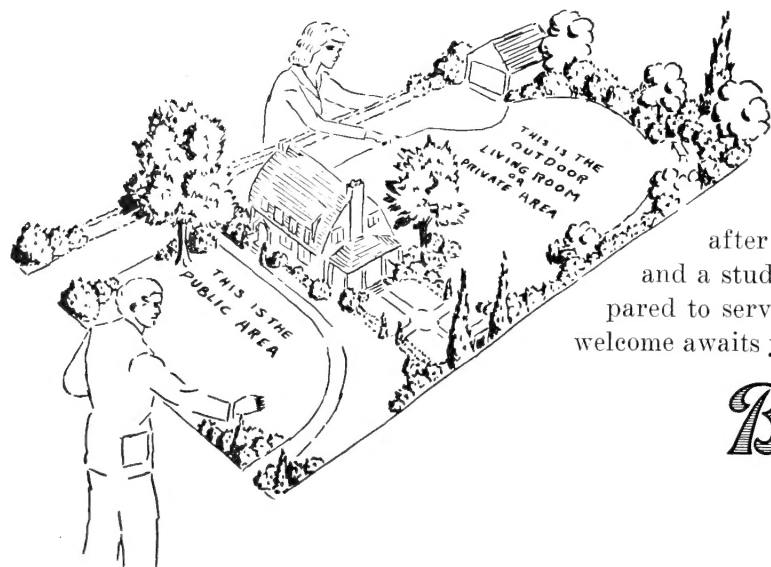 THIS IS THE
OUTDOOR
LIVING ROOM
OR
PRIVATE AREA
THIS IS THE
PUBLIC AREA
after
and a stud
pared to serv
welcome awaits
B